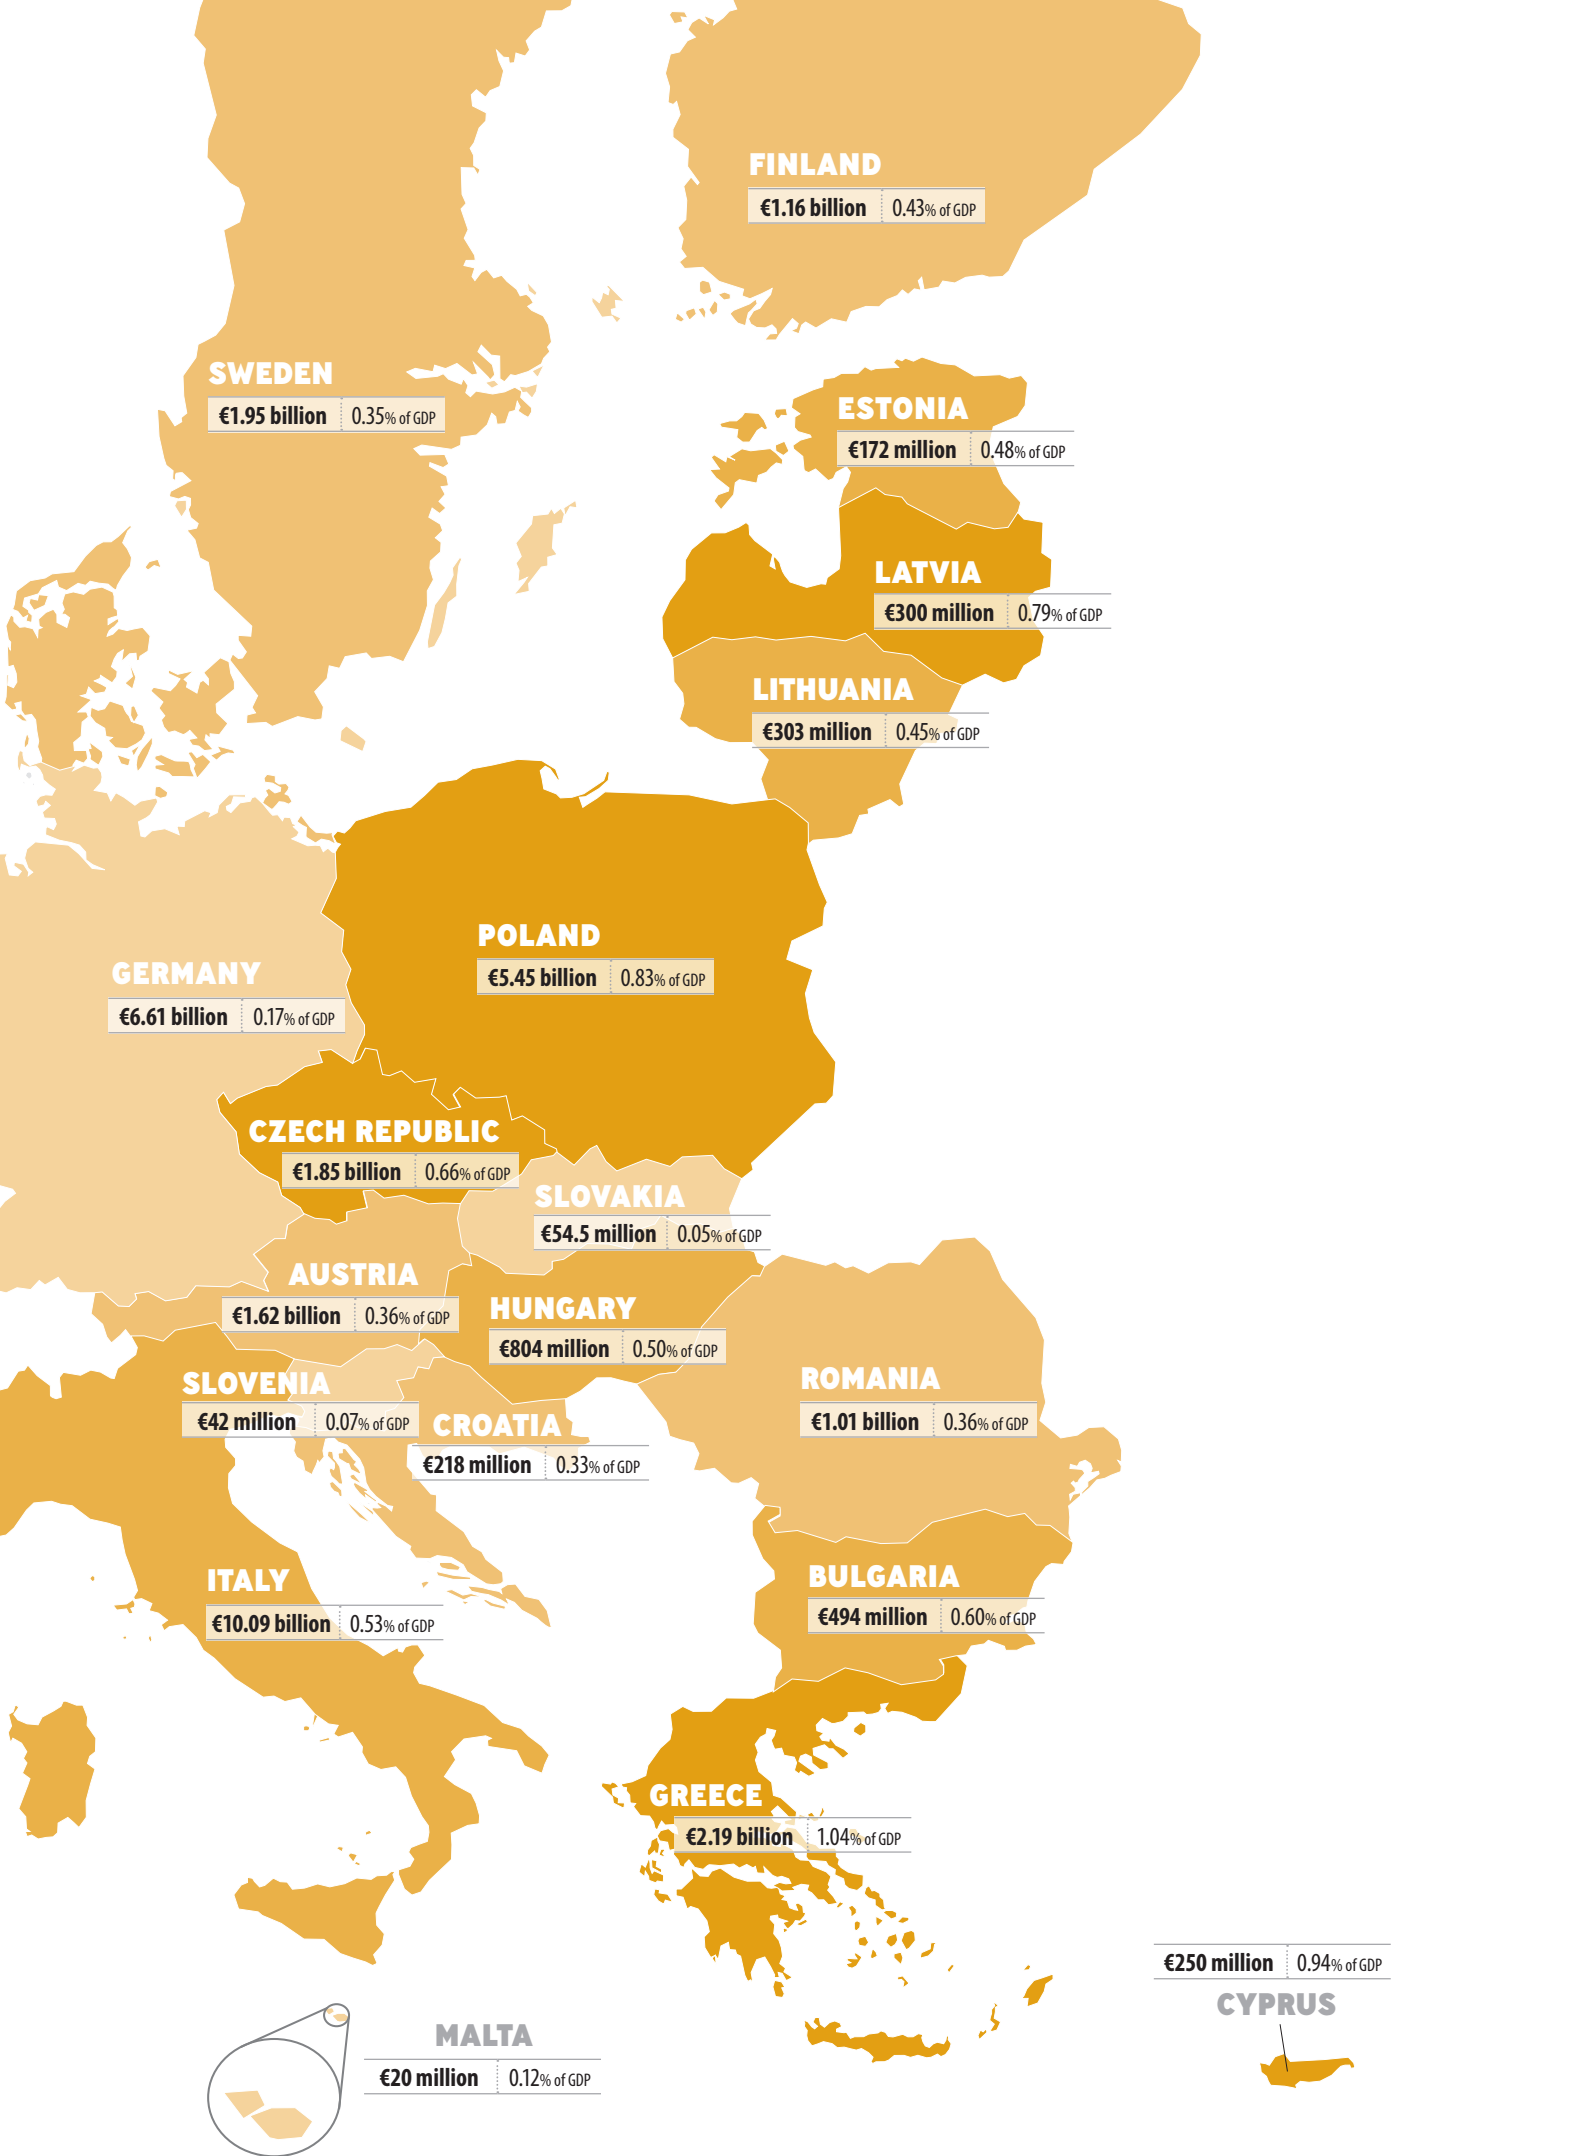 FINLAND
€1.16 billion 0.43% of GDP
SWEDEN
€1.95 billion 0.35% of GDP
ESTONIA
€172 million 0.48% of GDP
LATVIA
€300 million 0.79% of GDP
LITHUANIA
€303 million 0.45% of GDP
POLAND
€5.45 billion 0.83% of GDP
GERMANY
€6.61 billion 0.17% of GDP
CZECH REPUBLIC
€1.85 billion 0.66% of GDP
SLOVAKIA
€54.5 million 0.05% of GDP
AUSTRIA
€1.62 billion 0.36% of GDP
HUNGARY
€804 million 0.50% of GDP
SLOVENIA
€42 million 0.07% of GDP
CROATIA
€218 million 0.33% of GDP
ROMANIA
€1.01 billion 0.36% of GDP
ITALY
€10.09 billion 0.53% of GDP
BULGARIA
€494 million 0.60% of GDP
GREECE
€2.19 billion 1.04% of GDP
€250 million 0.94% of GDP
CYPRUS
MALTA
€20 million 0.12% of GDP